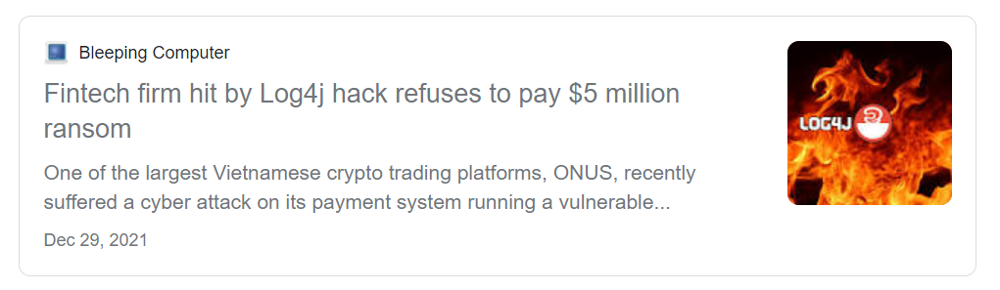 Bleeping Computer
Fintech firm hit by Log4j hack refuses to pay $5 million
ransom
One of the largest Vietnamese crypto trading platforms, ONUS, recently
suffered a cyber attack on its payment system running a vulnerable...
Dec 29, 2021
LOG4J